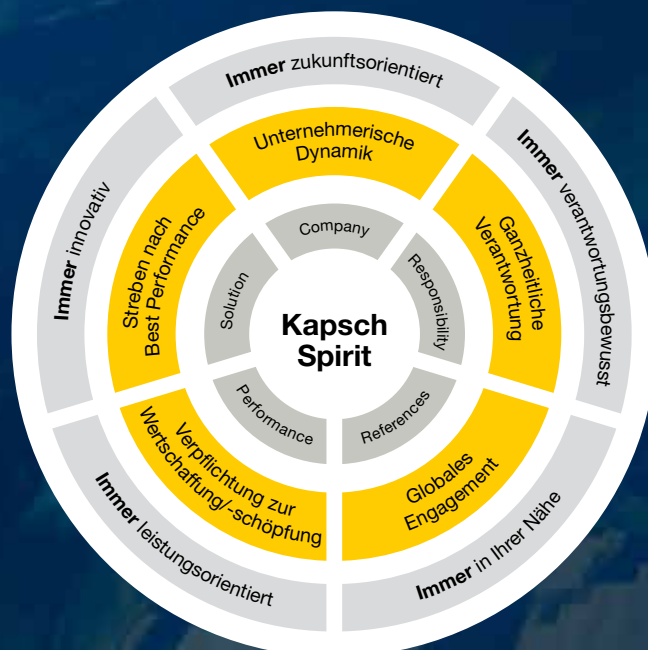 Immer zukunftsorientiert
Immer verantwortungsbewusst
Immer in Ihrer Nähe
Immer leistungsorientiert
Immer innovativ
Unternehmerische
Dynamik
Ganzheitliche
Verantwortung
Globales
Engagement
Verpflichtung zur
Wertschaffung/-schöpfung
Streben nach
Best Performance
Company
Responsibility
References
Performance
Solution
Kapsch
Spirit